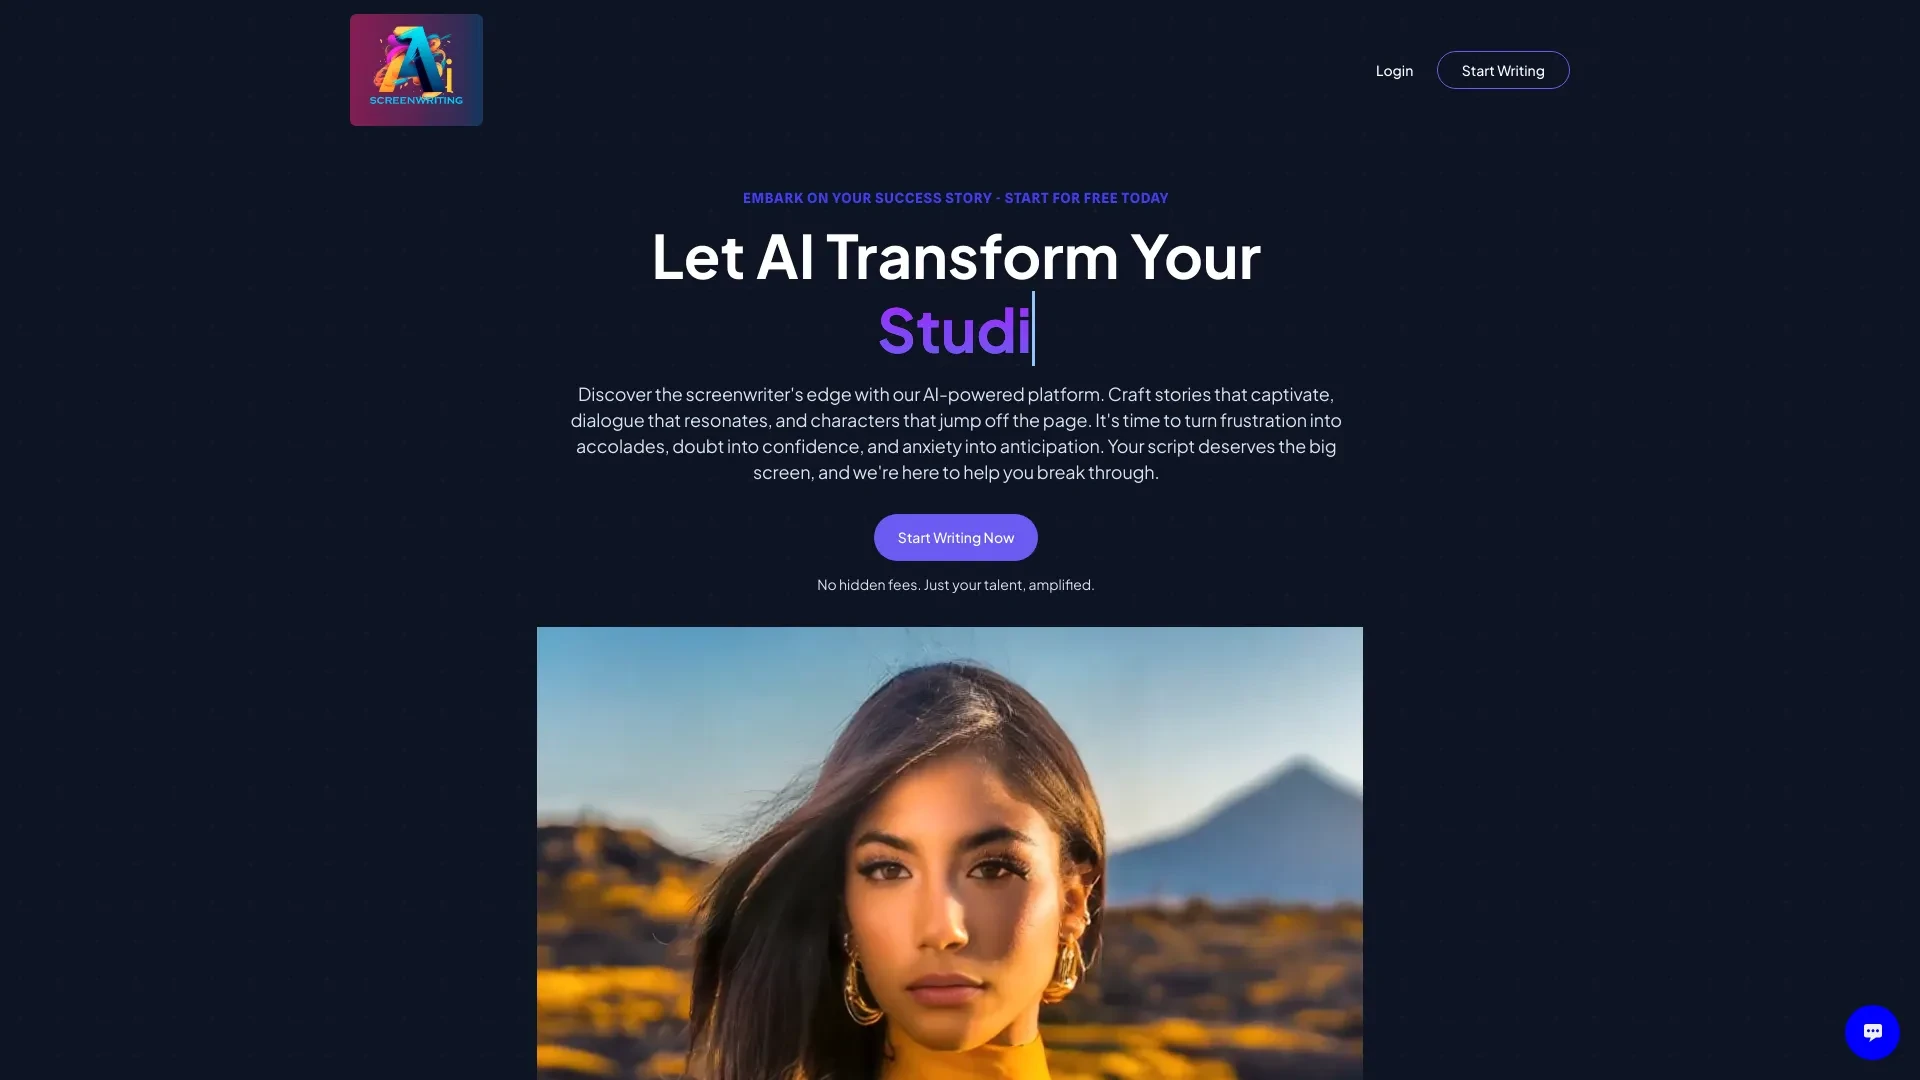 Ai
SCREENWRITING
Login
Start Writing
EMBARK ON YOUR SUCCESS STORY - START FOR FREE TODAY
Let AI Transform Your
Studi
Discover the screenwriter's edge with our AI-powered platform. Craft stories that captivate,
dialogue that resonates, and characters that jump off the page. It's time to turn frustration into
accolades, doubt into confidence, and anxiety into anticipation. Your script deserves the big
screen, and we're here to help you break through.
Start Writing Now
No hidden fees. Just your talent, amplified.